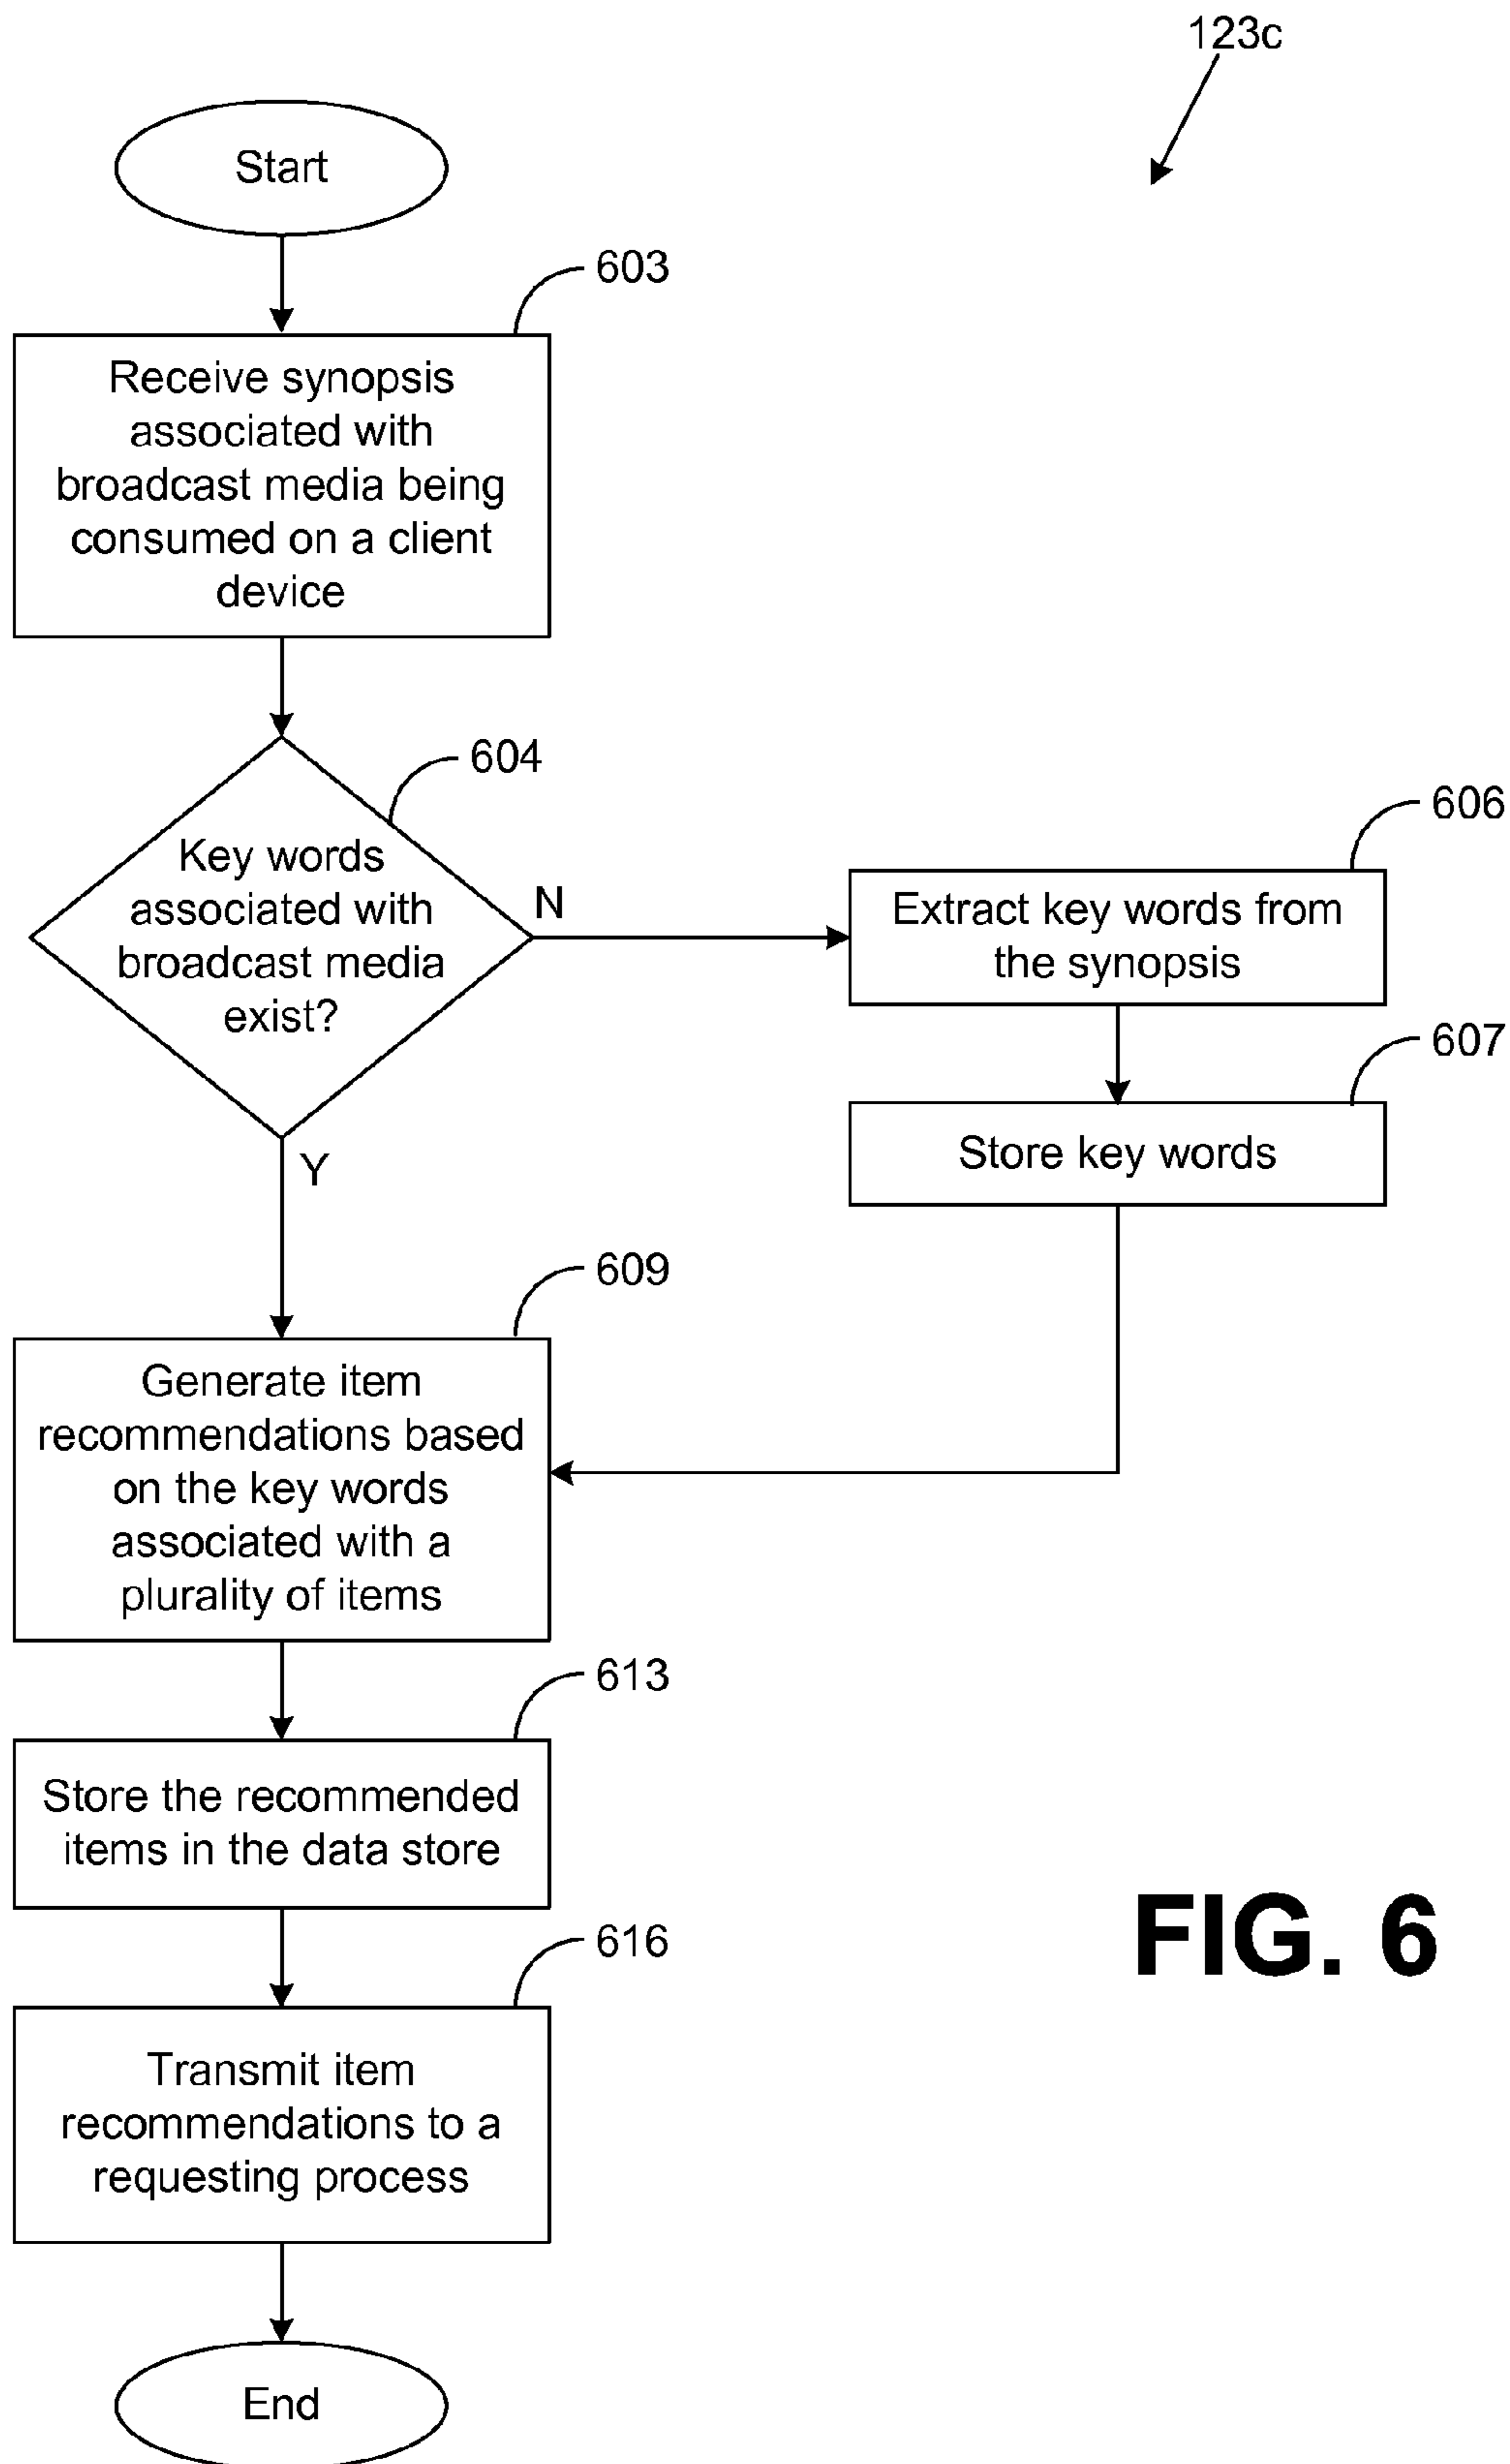 123c
Start
603
Receive synopsis
associated with
broadcast media being
consumed on a client
device
604
Key words
associated with
broadcast media
exist?
N
606
Extract key words from
the synopsis
607
Store key words
Y
609
Generate item
recommendations based
on the key words
associated with a
plurality of items
613
Store the recommended
items in the data store
616
Transmit item
recommendations to a
requesting process
End
FIG. 6